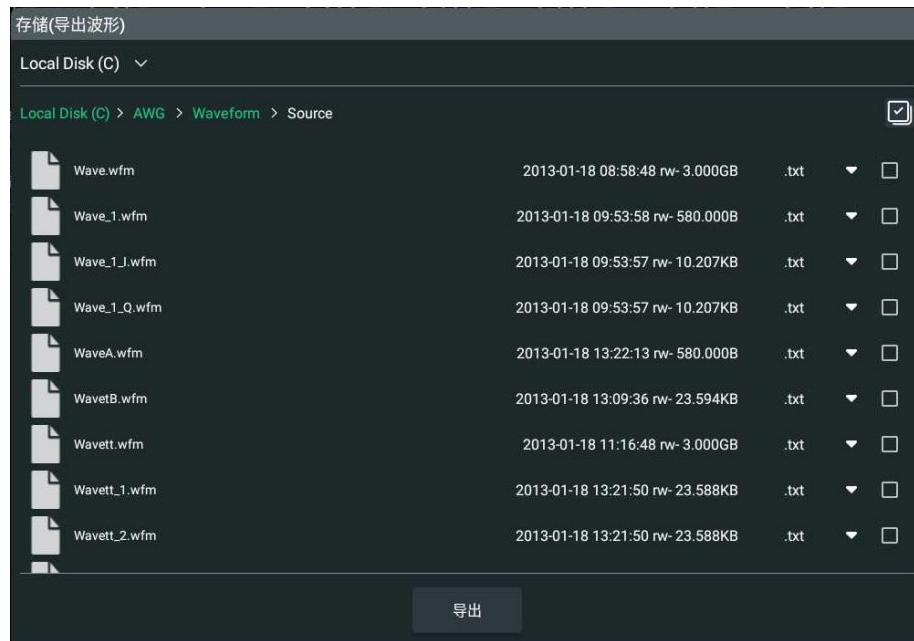 存储(导出波形)
Local Disk (C)
Local Disk (C) > AWG > Waveform > Source
Wave.wfm 2013-01-18 08:58:48 rw- 3.000GB .txt
Wave_1.wfm 2013-01-18 09:53:58 rw- 580.000B .txt
Wave_1_I.wfm 2013-01-18 09:53:57 rw- 10.207KB .txt
Wave_1_Q.wfm 2013-01-18 09:53:57 rw- 10.207KB .txt
WaveA.wfm 2013-01-18 13:22:13 rw- 580.000B .txt
WavetB.wfm 2013-01-18 13:09:36 rw- 23.594KB .txt
Wavett.wfm 2013-01-18 11:16:48 rw- 3.000GB .txt
Wavett_1.wfm 2013-01-18 13:21:50 rw- 23.588KB .txt
Wavett_2.wfm 2013-01-18 13:21:50 rw- 23.588KB .txt
导出